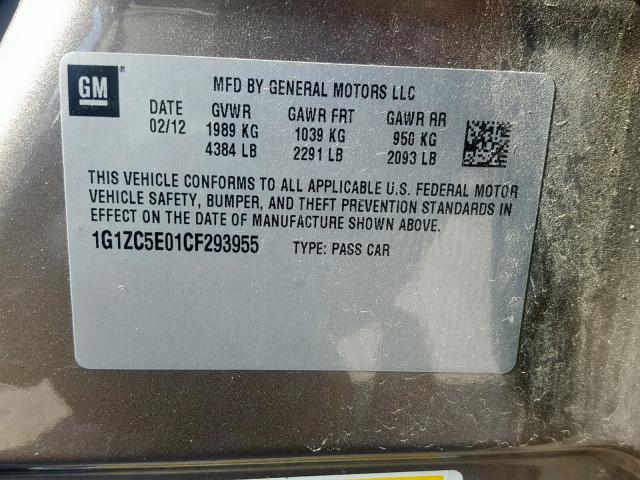 GM
MFD BY GENERAL MOTORS LLC
DATE GVWR GAWR FRT GAWR RR
02/12 1989 KG 1039 KG 950 KG
4384 LB 2291 LB 2093 LB
THIS VEHICLE CONFORMS TO ALL APPLICABLE U.S. FEDERAL MOTOR
VEHICLE SAFETY, BUMPER, AND THEFT PREVENTION STANDARDS IN
EFFECT ON THE DATE OF MANUFACTURE SHOWN ABOVE.
1G1ZC5E01CF293955 TYPE: PASS CAR